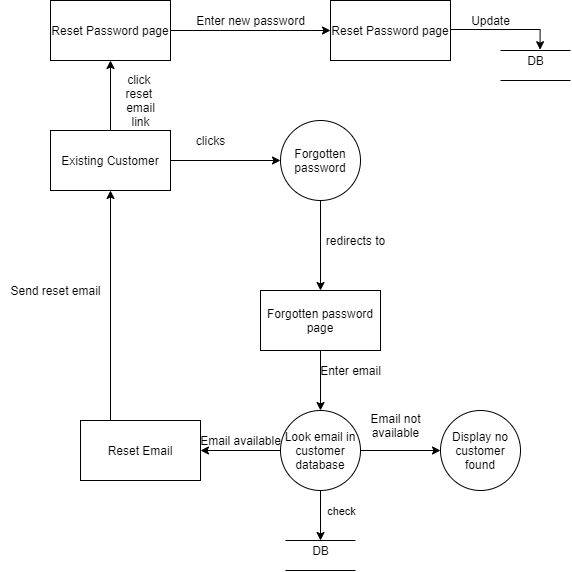 Reset Password page
Enter new password
Reset Password page
Update
DB
click
reset
email
link
Existing Customer
clicks
Forgotten
password
redirects to
Send reset email
Forgotten password
page
Enter email
Reset Email
Email available
Look email in
customer
database
Email not
available
Display no
customer
found
check
DB